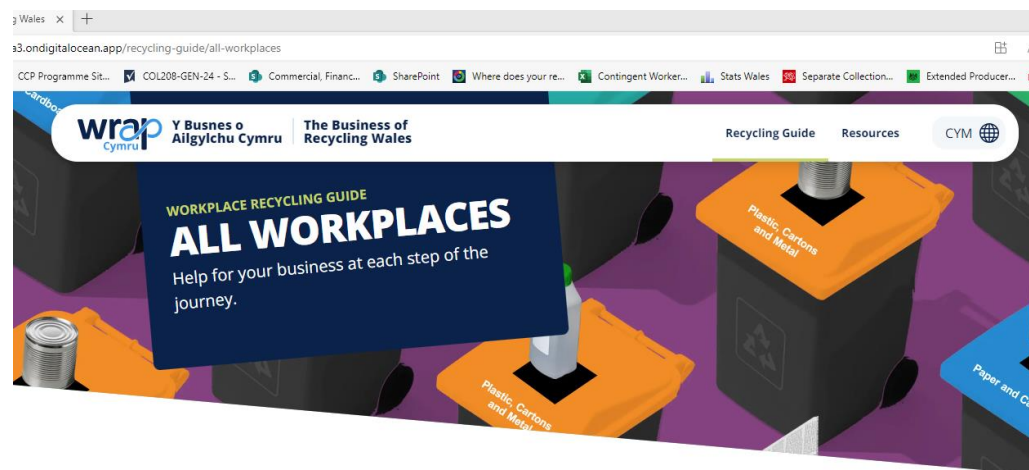 g Wales
a3.ondigitalocean.app/recycling-guide/all-workplaces
CCP Programme Sit... COL208-GEN-24 - S... Commercial, Financ... SharePoint Where does your re... Contingent Worker... Stats Wales Separate Collection... Extended Producer...
Cardbo
wrap Cymru
Y Busnes o
Ailgylchu Cymru
The Business of
Recycling Wales
Recycling Guide Resources CYM
WORKPLACE RECYCLING GUIDE
ALL WORKPLACES
Help for your business at each step of the
journey.
Plastic, Cartons
and Metal
Plastic, Cartons
and Metal
Paper and C